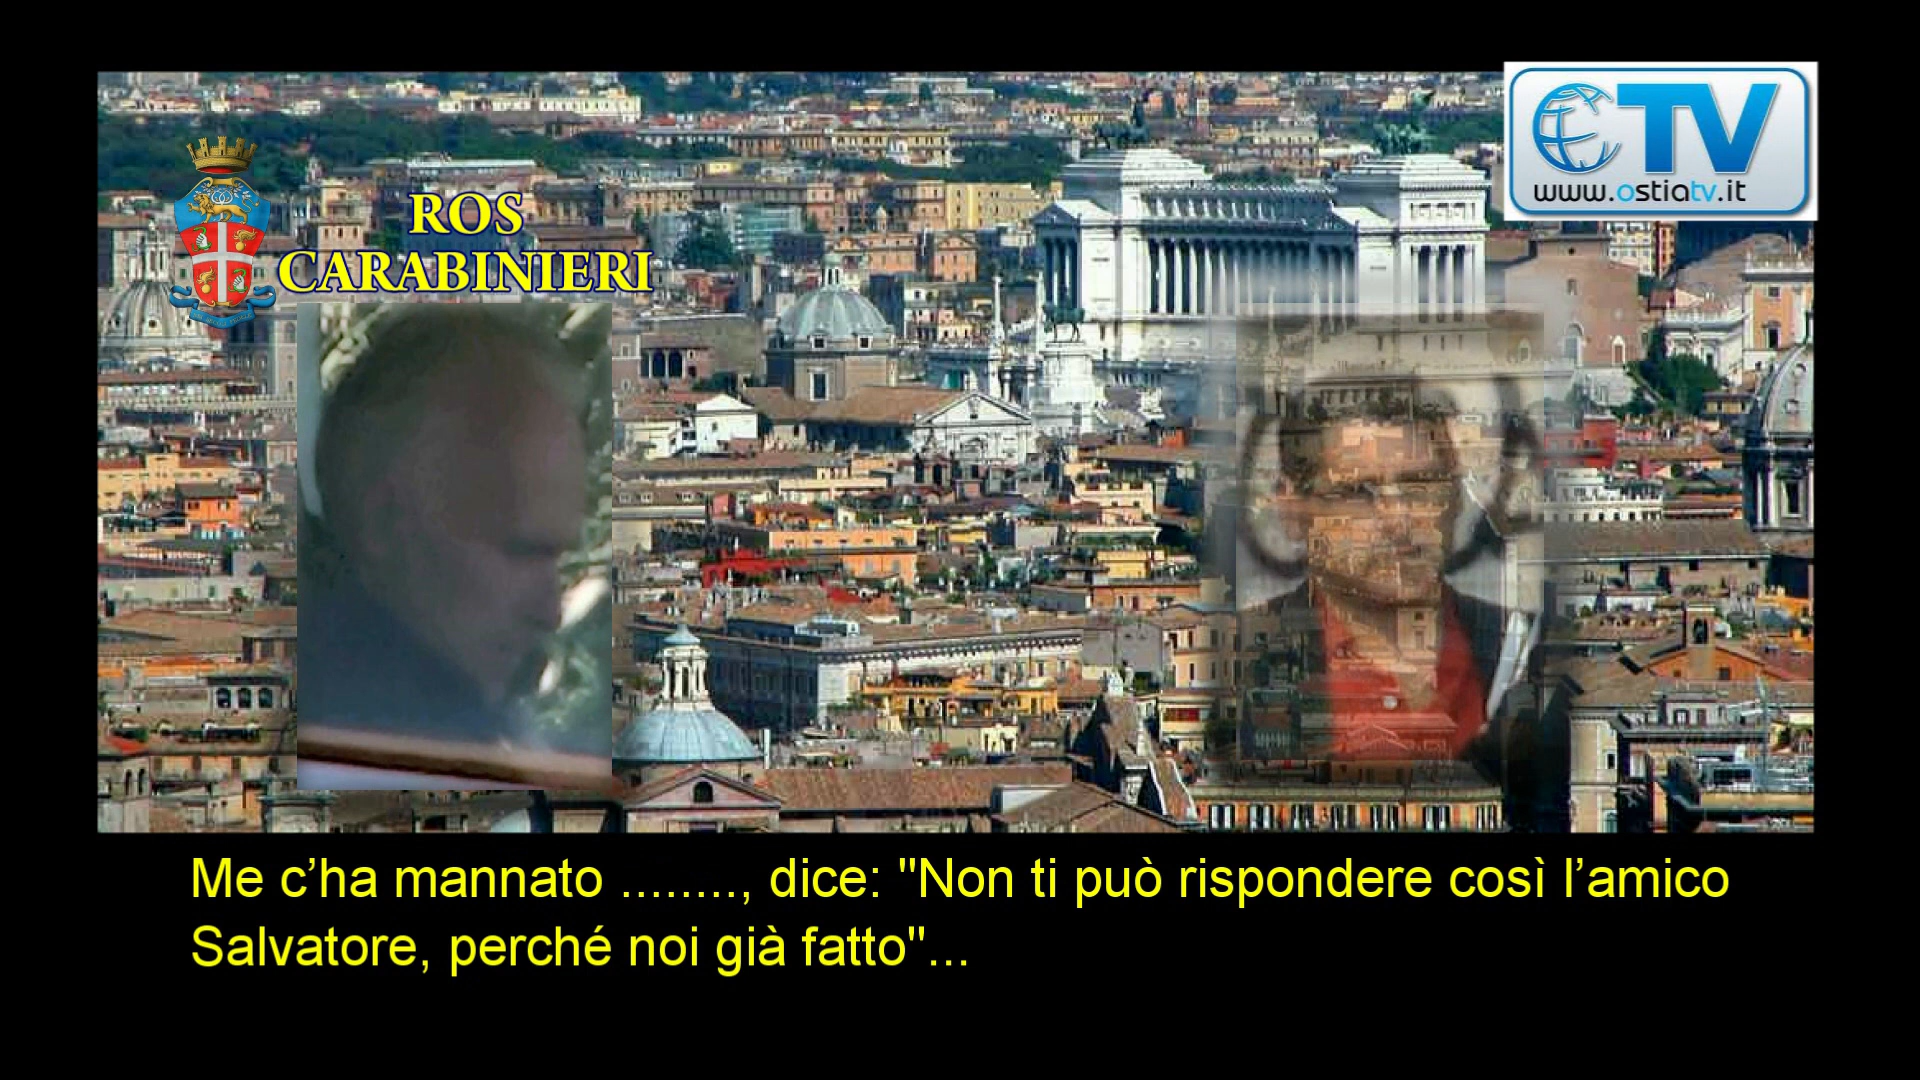 TV
www.ostiatv.it
ROS
CARABINIERI
Me c’ha mannato ........, dice: "Non ti può rispondere così l’amico
Salvatore, perché noi già fatto"...